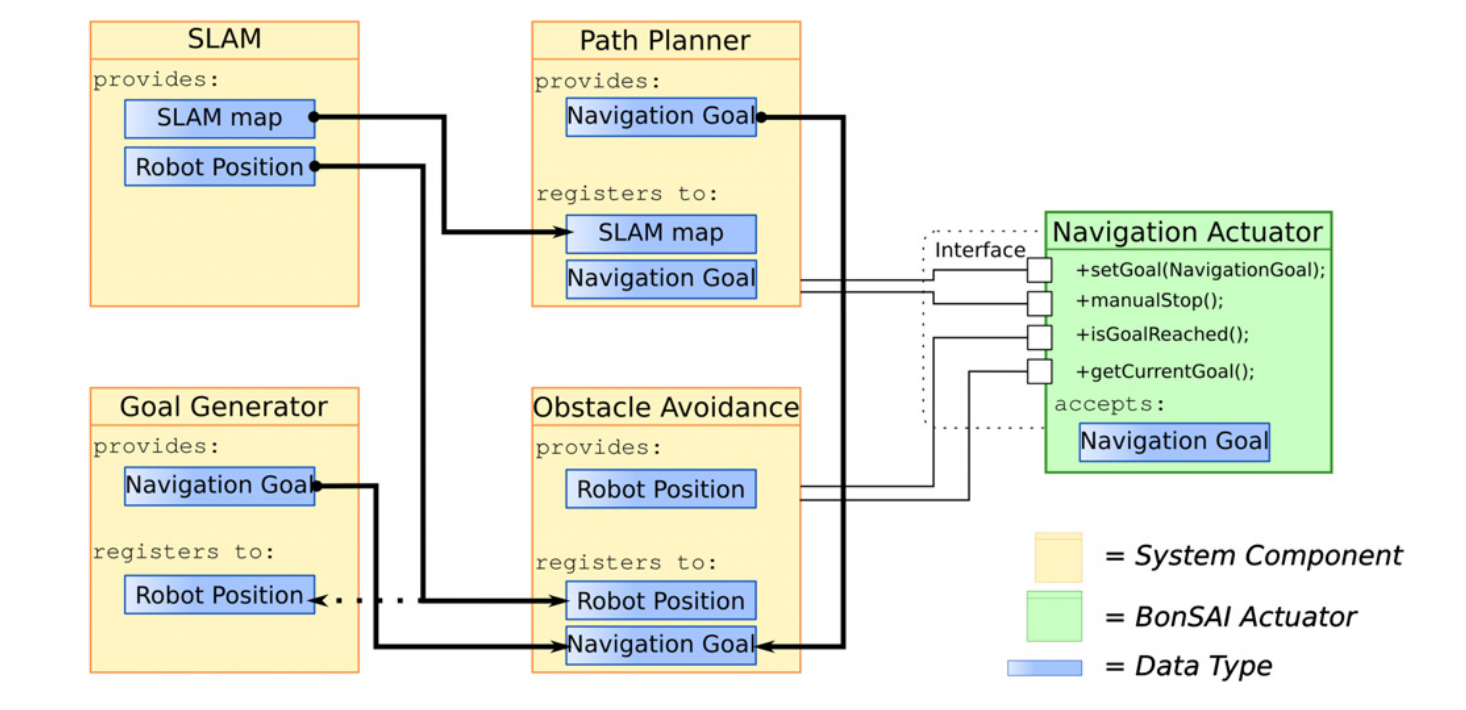 SLAM
provides:
SLAM map
Robot Position
Path Planner
provides:
Navigation Goal
registers to:
SLAM map
Navigation Goal
Interface
Navigation Actuator
+setGoal(NavigationGoal);
+manualStop();
+isGoalReached();
+getCurrentGoal();
accepts:
Navigation Goal
Goal Generator
provides:
Navigation Goal
registers to:
Robot Position
Obstacle Avoidance
provides:
Robot Position
registers to:
Robot Position
Navigation Goal
= System Component
= BonSAI Actuator
= Data Type